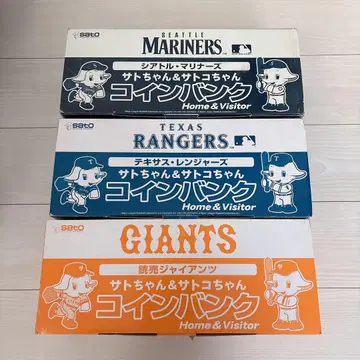 sato
SEATTLE
MARINERS
シアトル・マリナーズ
サトちゃん&サトコちゃん
コインバンク
Home & Visitor
sato
TEXAS
RANGERS
テキサス・レンジャーズ
サトちゃん&サトコちゃん
コインバンク
Home & Visitor
sato
GIANTS
読売ジャイアンツ
サトちゃん&サトコちゃん
コインバンク
Home & Visitor